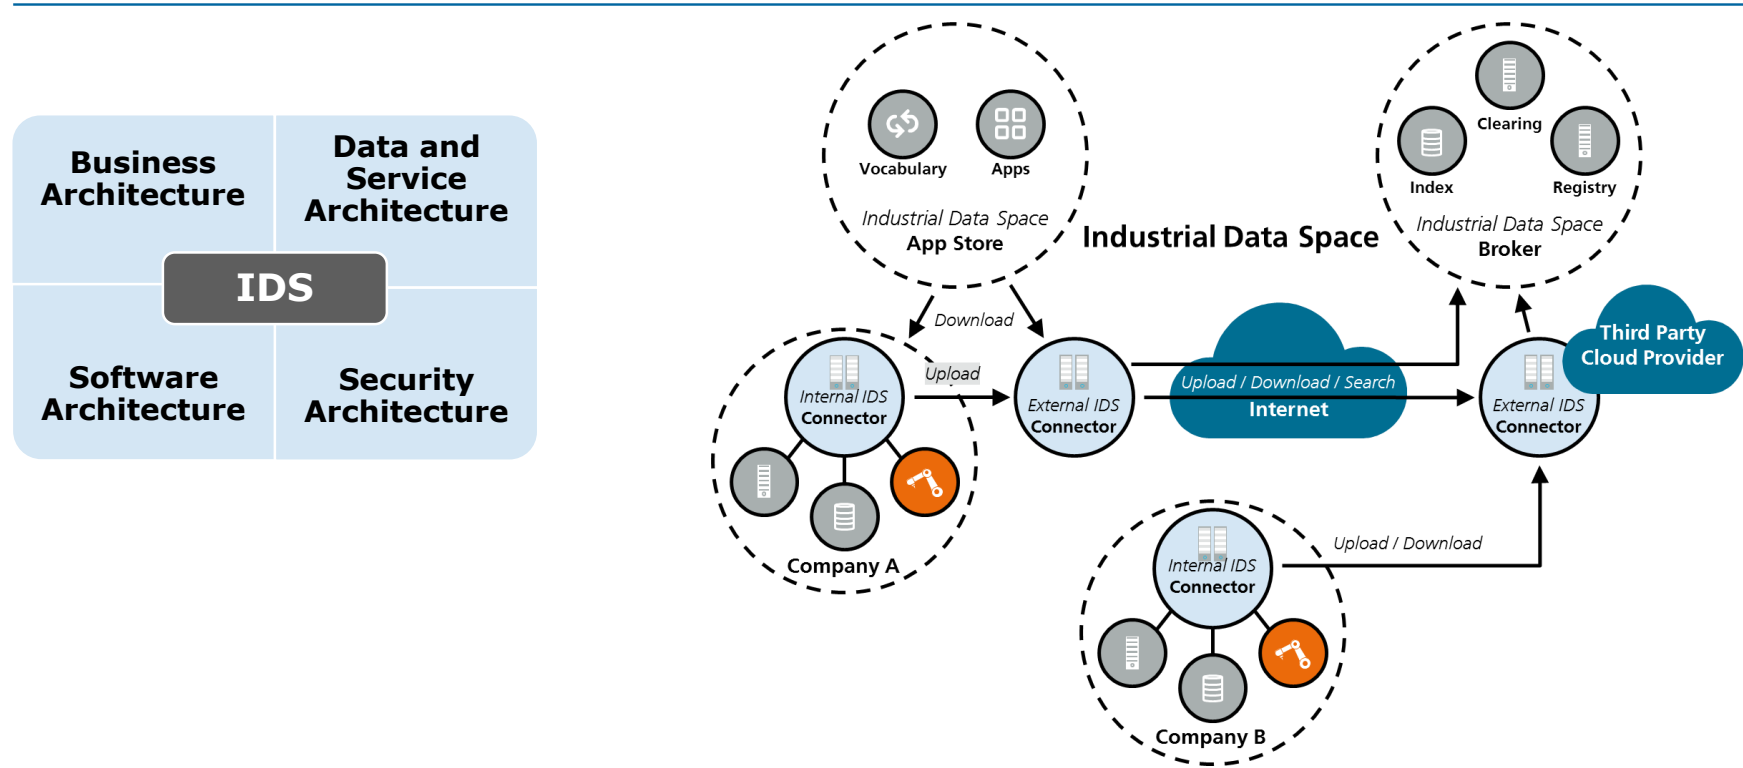 Business
Architecture
Data and
Service
Architecture
IDS
Software
Architecture
Security
Architecture
Vocabulary
Apps
Industrial Data Space
App Store
Industrial Data Space
Clearing
Index
Registry
Industrial Data Space
Broker
Download
Upload
Internal IDS
Connector
Company A
External IDS
Connector
Upload / Download / Search
Internet
Third Party
Cloud Provider
External IDS
Connector
Upload / Download
Internal IDS
Connector
Company B